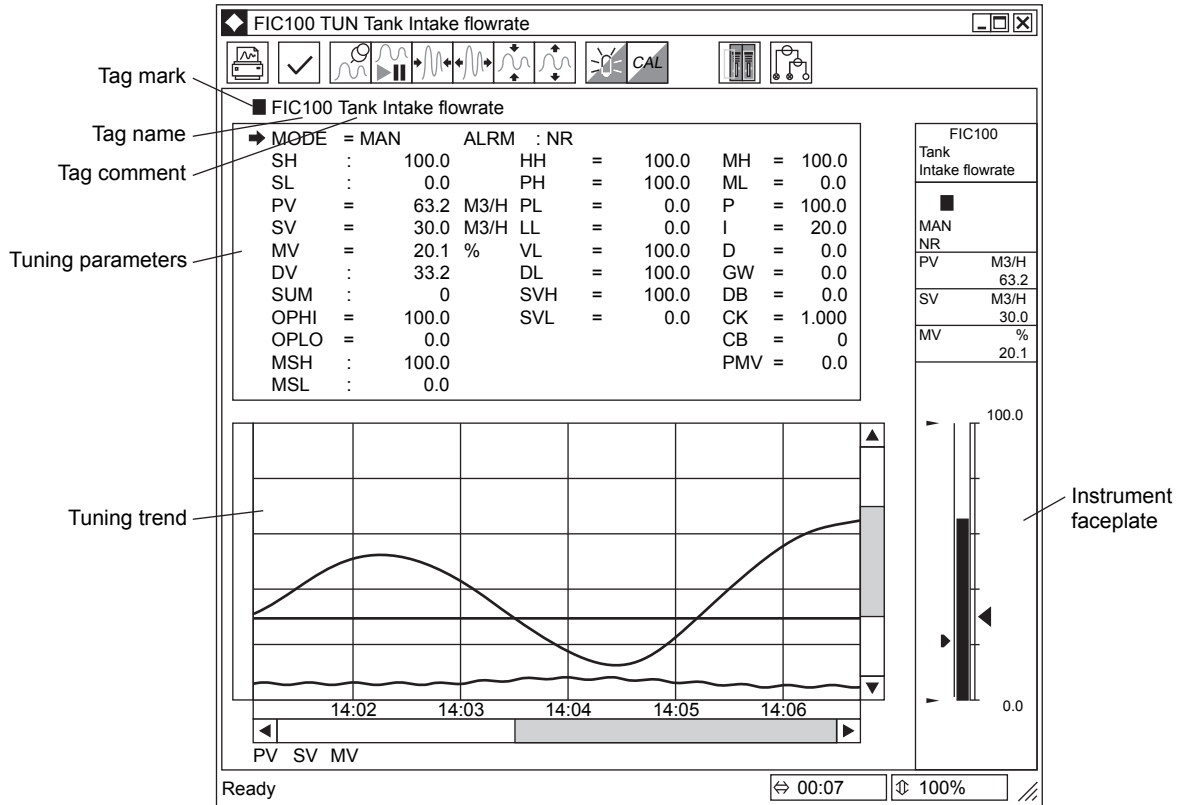 FIC100 TUN Tank Intake flowrate
CAL
Tag mark
FIC100 Tank Intake flowrate
Tag name
Tag comment
Tuning parameters
MODE = MAN ALRM : NR
SH : 100.0 HH = 100.0 MH = 100.0
SL : 0.0 PH = 100.0 ML = 0.0
PV = 63.2 M3/H PL = 0.0 P = 100.0
SV = 30.0 M3/H LL = 0.0 I = 20.0
MV = 20.1 % VL = 100.0 D = 0.0
DV : 33.2 DL = 100.0 GW = 0.0
SUM : 0 SVH = 100.0 DB = 0.0
OPHI = 100.0 SVL = 0.0 CK = 1.000
OPLO = 0.0 CB = 0
MSH : 100.0 PMV = 0.0
MSL : 0.0
FIC100
Tank
Intake flowrate
MAN
NR
PV M3/H
63.2
SV M3/H
30.0
MV %
20.1
100.0
0.0
Instrument
faceplate
Tuning trend
14:02 14:03 14:04 14:05 14:06
PV SV MV
Ready 00:07 100%